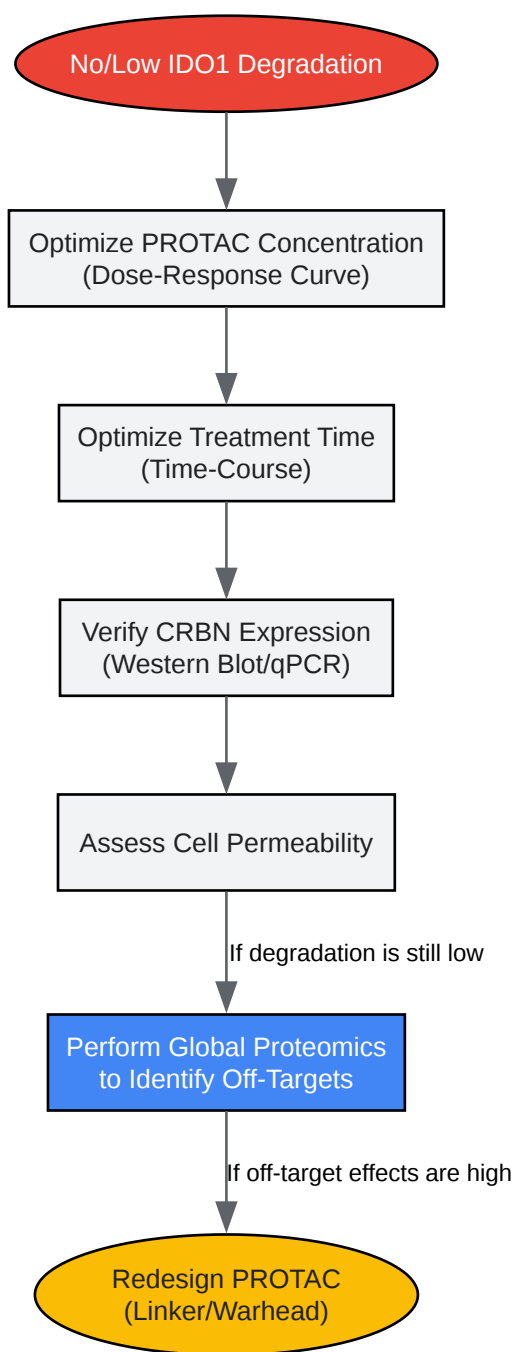 No/Low IDO1 Degradation
Optimize PROTAC Concentration
(Dose-Response Curve)
Optimize Treatment Time
(Time-Course)
Verify CRBN Expression
(Western Blot/qPCR)
Assess Cell Permeability
If degradation is still low
Perform Global Proteomics
to Identify Off-Targets
If off-target effects are high
Redesign PROTAC
(Linker/Warhead)